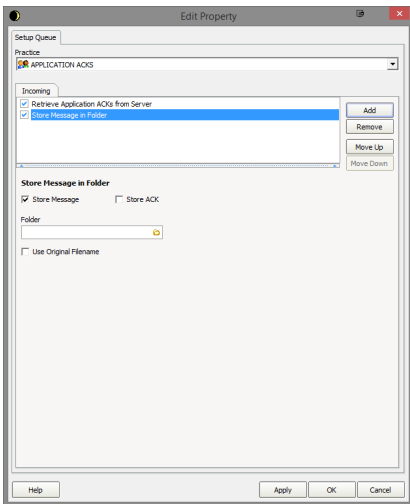 Edit Property
Setup Queue
Practice
APPLICATION ACKS
Incoming
Retrieve Application ACKs from Server
Store Message in Folder
Add
Remove
Move Up
Move Down
Store Message in Folder
Store Message Store ACK
Folder
Use Original Filename
Help Apply OK Cancel